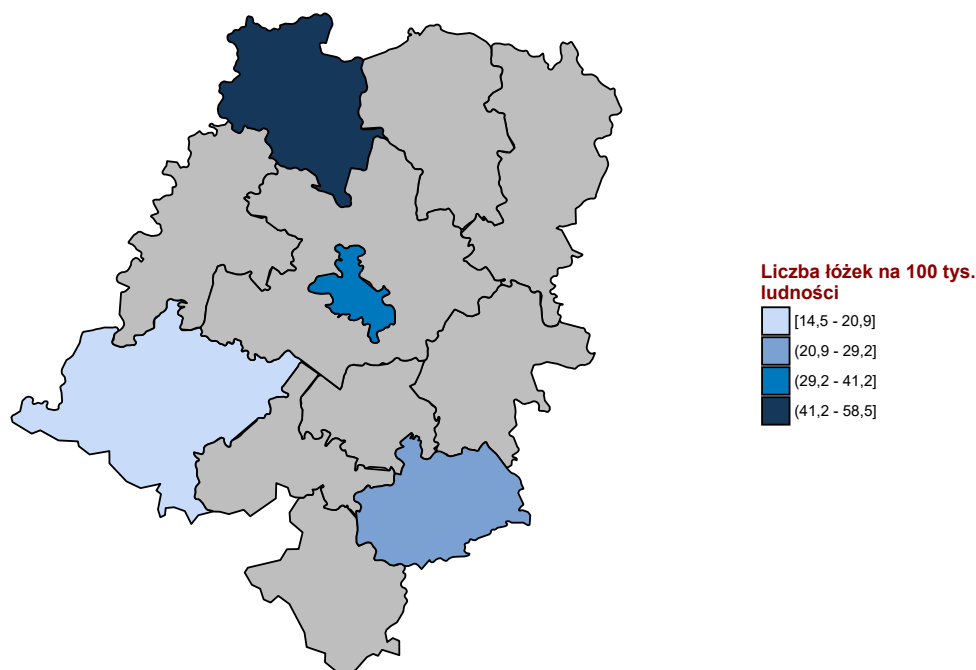 Liczba łóżek na 100 tys.
ludności
[14,5 - 20,9]
(20,9 - 29,2]
(29,2 - 41,2]
(41,2 - 58,5]